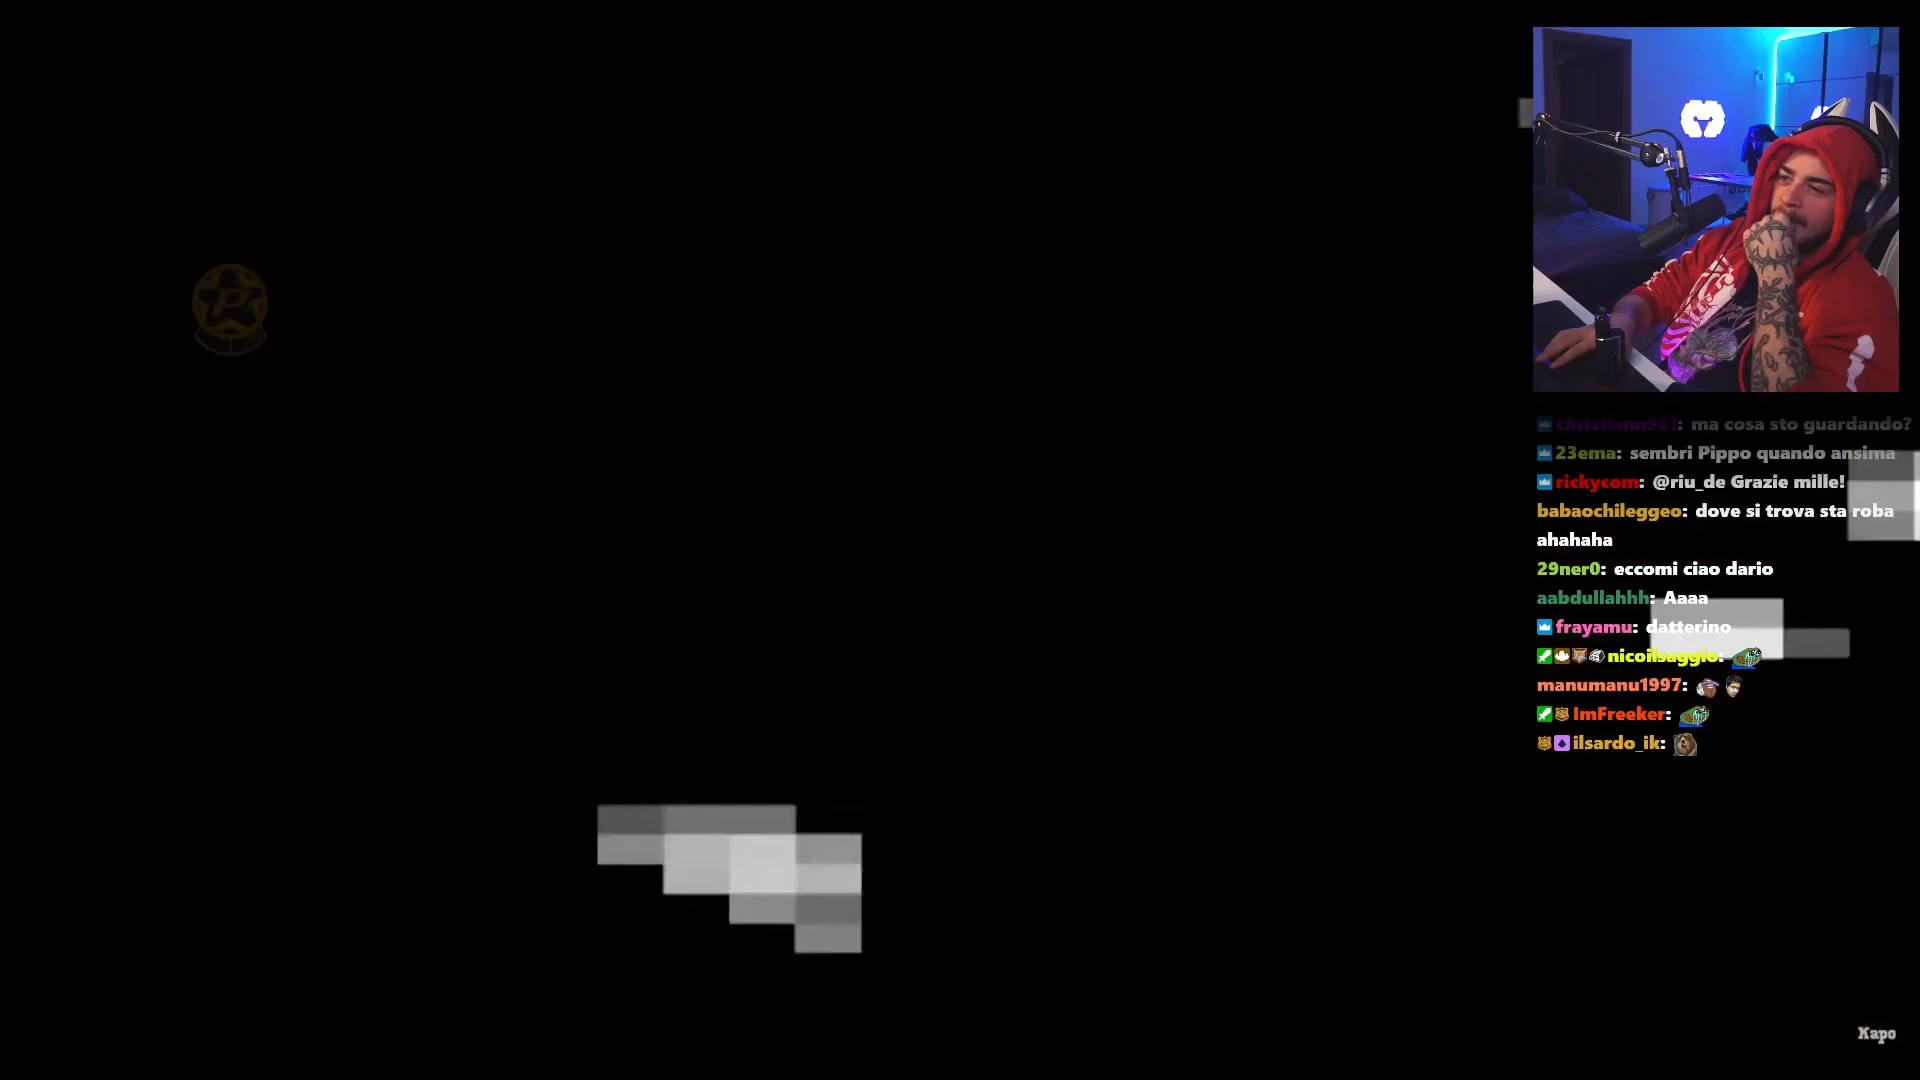 christiann931: ma cosa sto guardando?
23ema: sembri Pippo quando ansima
rickycom: @riu_de Grazie mille!
babaochileggeo: dove si trova sta roba
ahahaha
29ner0: eccomi ciao dario
aabdullahhh: Aaaa
frayamu: datterino
nicoilsaggio:
manumanu1997:
ImFreeker:
ilsardo_ik:
P
Kapo